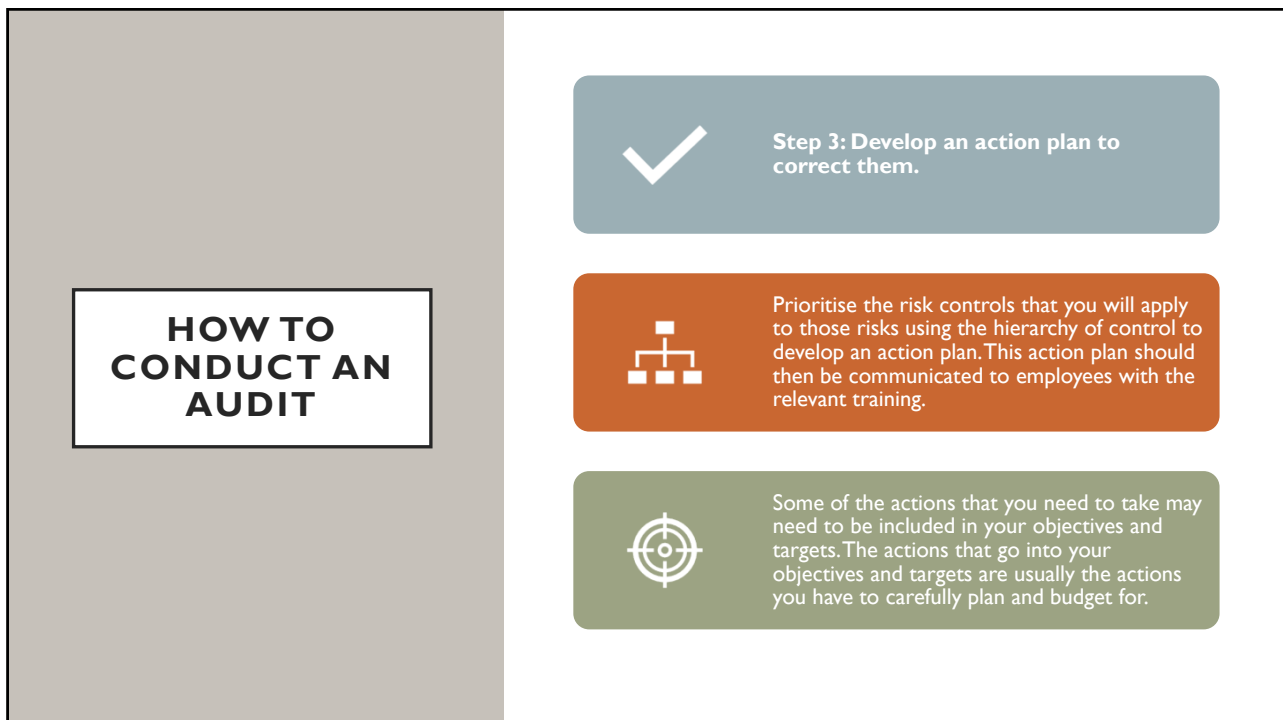 HOW TO
CONDUCT AN
AUDIT
Step 3: Develop an action plan to
correct them.
Prioritise the risk controls that you will apply
to those risks using the hierarchy of control to
develop an action plan. This action plan should
then be communicated to employees with the
relevant training.
Some of the actions that you need to take may
need to be included in your objectives and
targets. The actions that go into your
objectives and targets are usually the actions
you have to carefully plan and budget for.